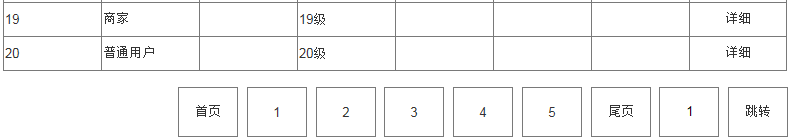 19 商家 19级 详细
20 普通用户 20级 详细
首页 1 2 3 4 5 尾页 1 跳转